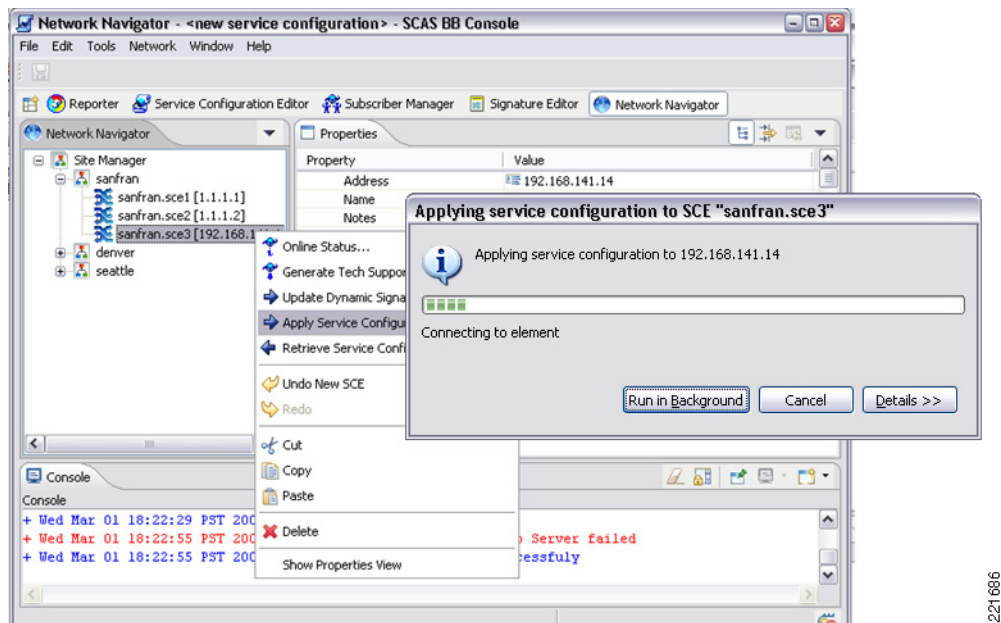 Network Navigator - <new service configuration> - SCAS BB Console
File Edit Tools Network Window Help
Reporter Service Configuration Editor Subscriber Manager Signature Editor Network Navigator
Network Navigator
Properties
Property Value
Address 192.168.141.14
Name
Notes
Site Manager
sanfran
sanfran.sce1 [1.1.1.1]
sanfran.sce2 [1.1.1.2]
sanfran.sce3 [192.168.1
denver
seattle
Online Status...
Generate Tech Suppor
Update Dynamic Signa
Apply Service Configur
Retrieve Service Confi
Undo New SCE
Redo
Cut
Copy
Paste
Delete
Show Properties View
Applying service configuration to SCE "sanfran.sce3"
Applying service configuration to 192.168.141.14
Connecting to element
Run in Background Cancel Details >>
Console
Console
+ Wed Mar 01 18:22:29 PST 200
+ Wed Mar 01 18:22:55 PST 200 Server failed
+ Wed Mar 01 18:22:55 PST 200 essfuly
221686